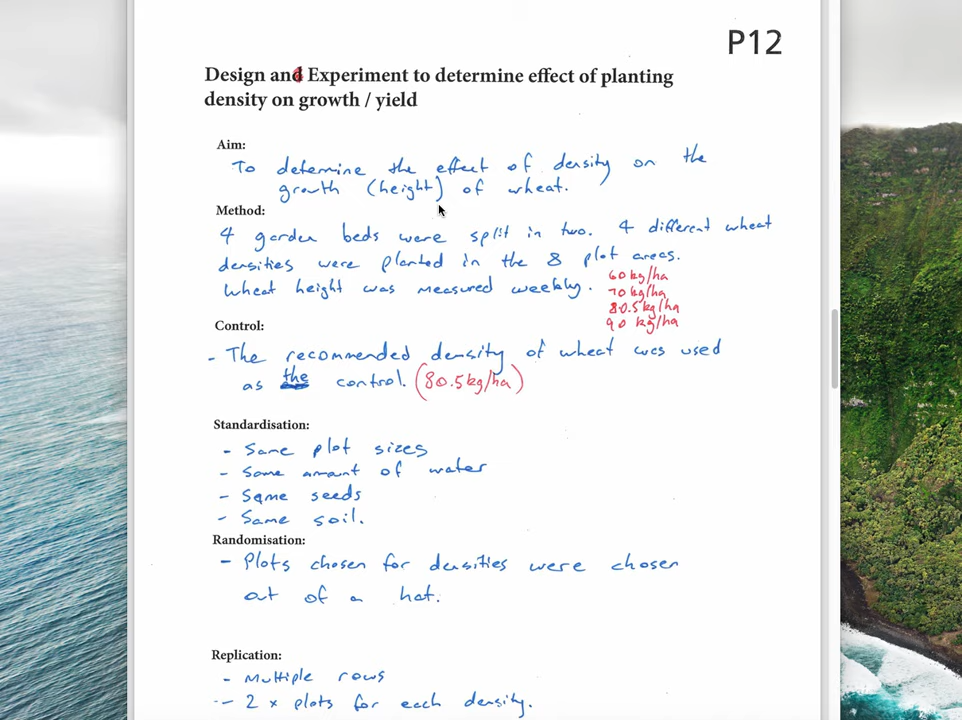 P12
Design and Experiment to determine effect of planting
density on growth / yield
Aim:
To determine the effect of density on the
growth (height) of wheat.
Method:
4 garden beds were split in two. 4 different wheat
densities were planted in the 8 plot areas.
Wheat height was measured weekly.
60 kg/ha
70 kg/ha
80.5 kg/ha
90 kg/ha
Control:
- The recommended density of wheat was used
as the control. (80.5 kg/ha)
Standardisation:
- Same plot sizes
- Same amount of water
- Same seeds
- Same soil.
Randomisation:
- Plots chosen for densities were chosen
out of a hat.
Replication:
- Multiple rows
- 2 x plots for each density.